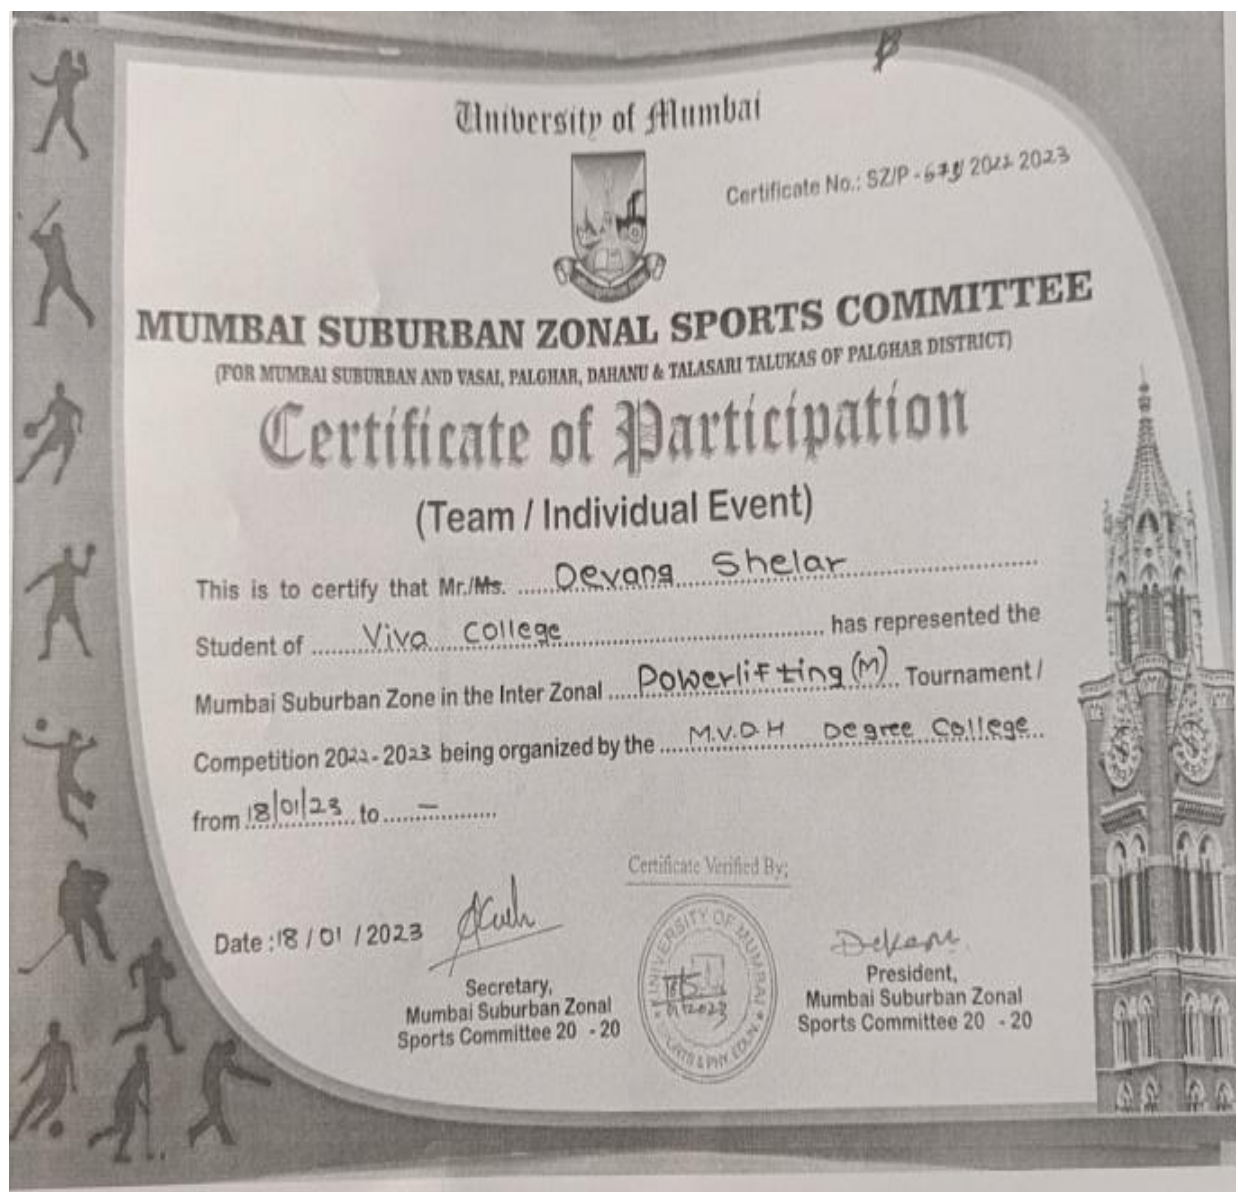 University of Mumbai
Certificate No.: SZ/P - 2022 2023
MUMBAI SUBURBAN ZONAL SPORTS COMMITTEE
(FOR MUMBAI SUBURBAN AND VASAI, PALGHAR, DAHANU & TALASARI TALUKAS OF PALGHAR DISTRICT)
Certificate of Participation
(Team / Individual Event)
This is to certify that Mr./Ms. Devang Shelar
Student of Viva College has represented the
Mumbai Suburban Zone in the Inter Zonal Powerlifting (M) Tournament /
Competition 2022-2023 being organized by the M.V.D.H Degree College
from 18/01/23 to –
Certificate Verified By;
Date : 18 / 01 / 2023
Secretary,
Mumbai Suburban Zonal
Sports Committee 20 - 20
UNIVERSITY OF MUMBAI
SPORTS & PHY. EDUN.
President,
Mumbai Suburban Zonal
Sports Committee 20 - 20